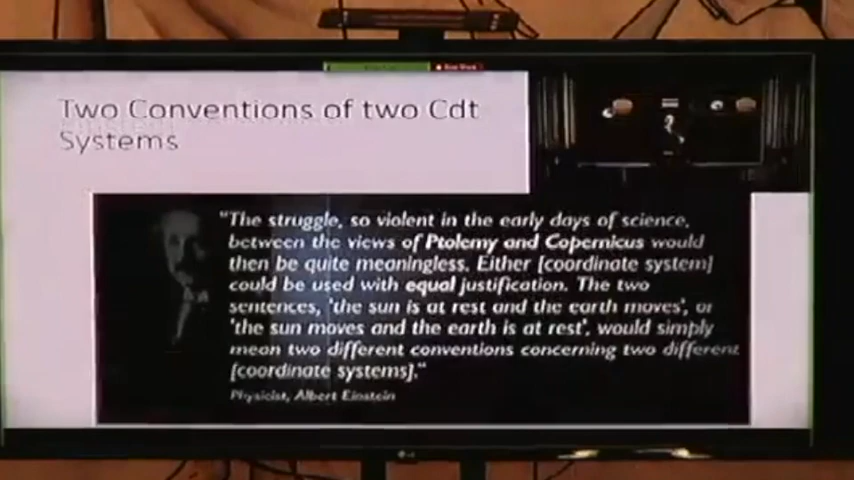 Two Conventions of two Cdt
Systems
"The struggle, so violent in the early days of science,
between the views of Ptolemy and Copernicus would
then be quite meaningless. Either [coordinate system]
could be used with equal justification. The two
sentences, 'the sun is at rest and the earth moves', or
'the sun moves and the earth is at rest', would simply
mean two different conventions concerning two different
[coordinate systems]."
Physicist, Albert Einstein